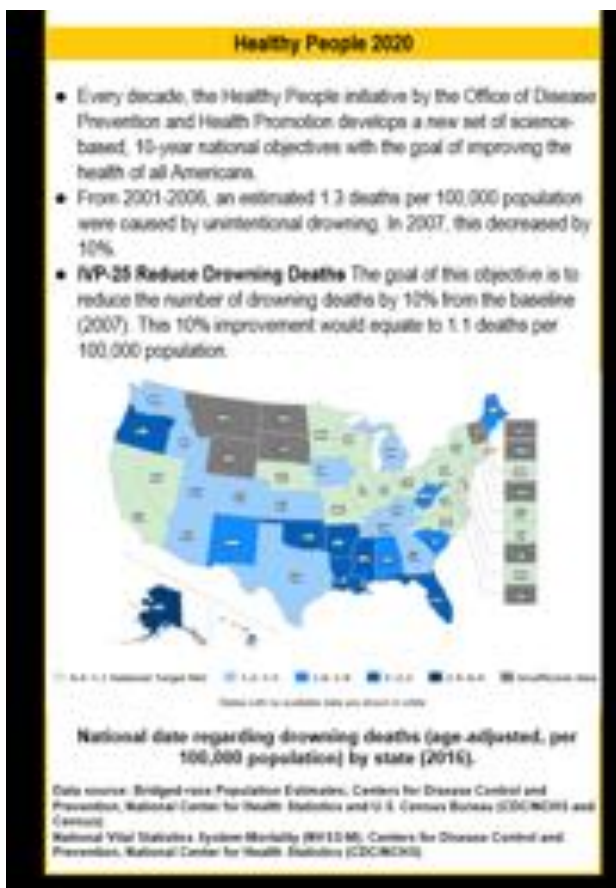 Healthy People 2020
● Every decade, the Healthy People initiative by the Office of Disease
Prevention and Health Promotion develops a new set of science-
based, 10-year national objectives with the goal of improving the
health of all Americans.
● From 2001-2006, an estimated 1.3 deaths per 100,000 population
were caused by unintentional drowning. In 2007, this decreased by
10%.
● IVP-25 Reduce Drowning Deaths The goal of this objective is to
reduce the number of drowning deaths by 10% from the baseline
(2007). This 10% improvement would equate to 1.1 deaths per
100,000 population.
National date regarding drowning deaths (age-adjusted, per
100,000 population) by state (2016).
Data source: Bridged-race Population Estimates, Centers for Disease Control and
Prevention, National Center for Health Statistics and U.S. Census Bureau (CDC/NCHS and
Census)
National Vital Statistics System-Mortality (NVSS-M), Centers for Disease Control and
Prevention, National Center for Health Statistics (CDC/NCHS)